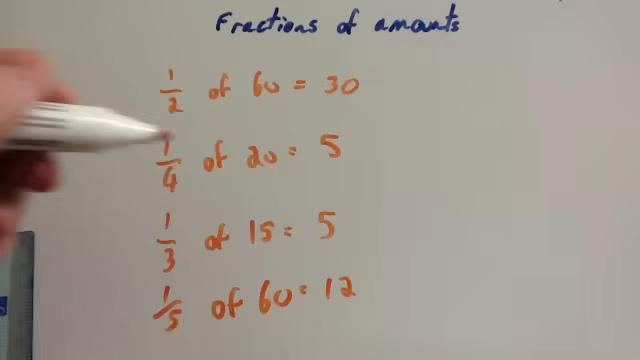 Fractions of amounts
1/2 of 60 = 30
1/4 of 20 = 5
1/3 of 15 = 5
1/5 of 60 = 12